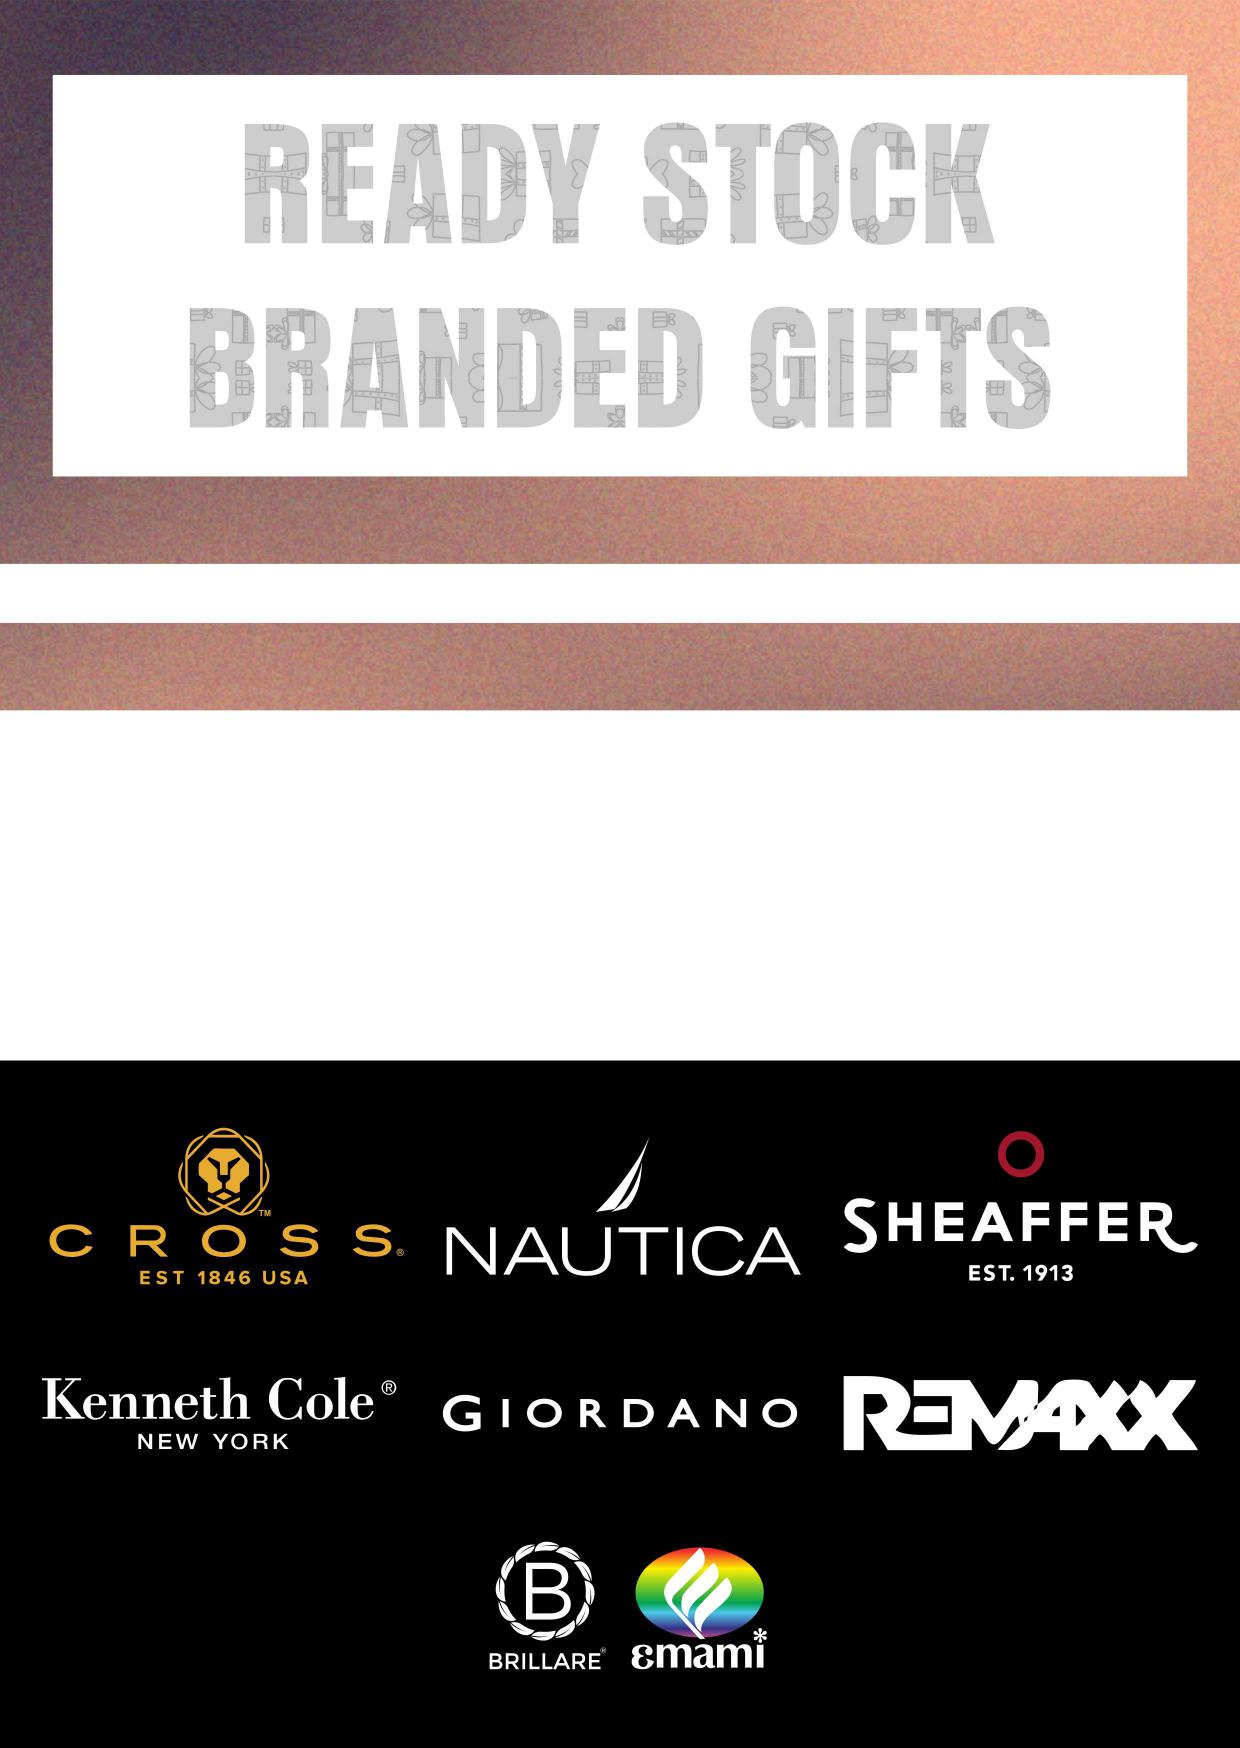 READY STOCK
BRANDED GIFTS
TM
CROSS®
EST 1846 USA
NAUTICA
SHEAFFER
EST. 1913
Kenneth Cole®
NEW YORK
GIORDANO
REMAXX
B
BRILLARE®
emami*